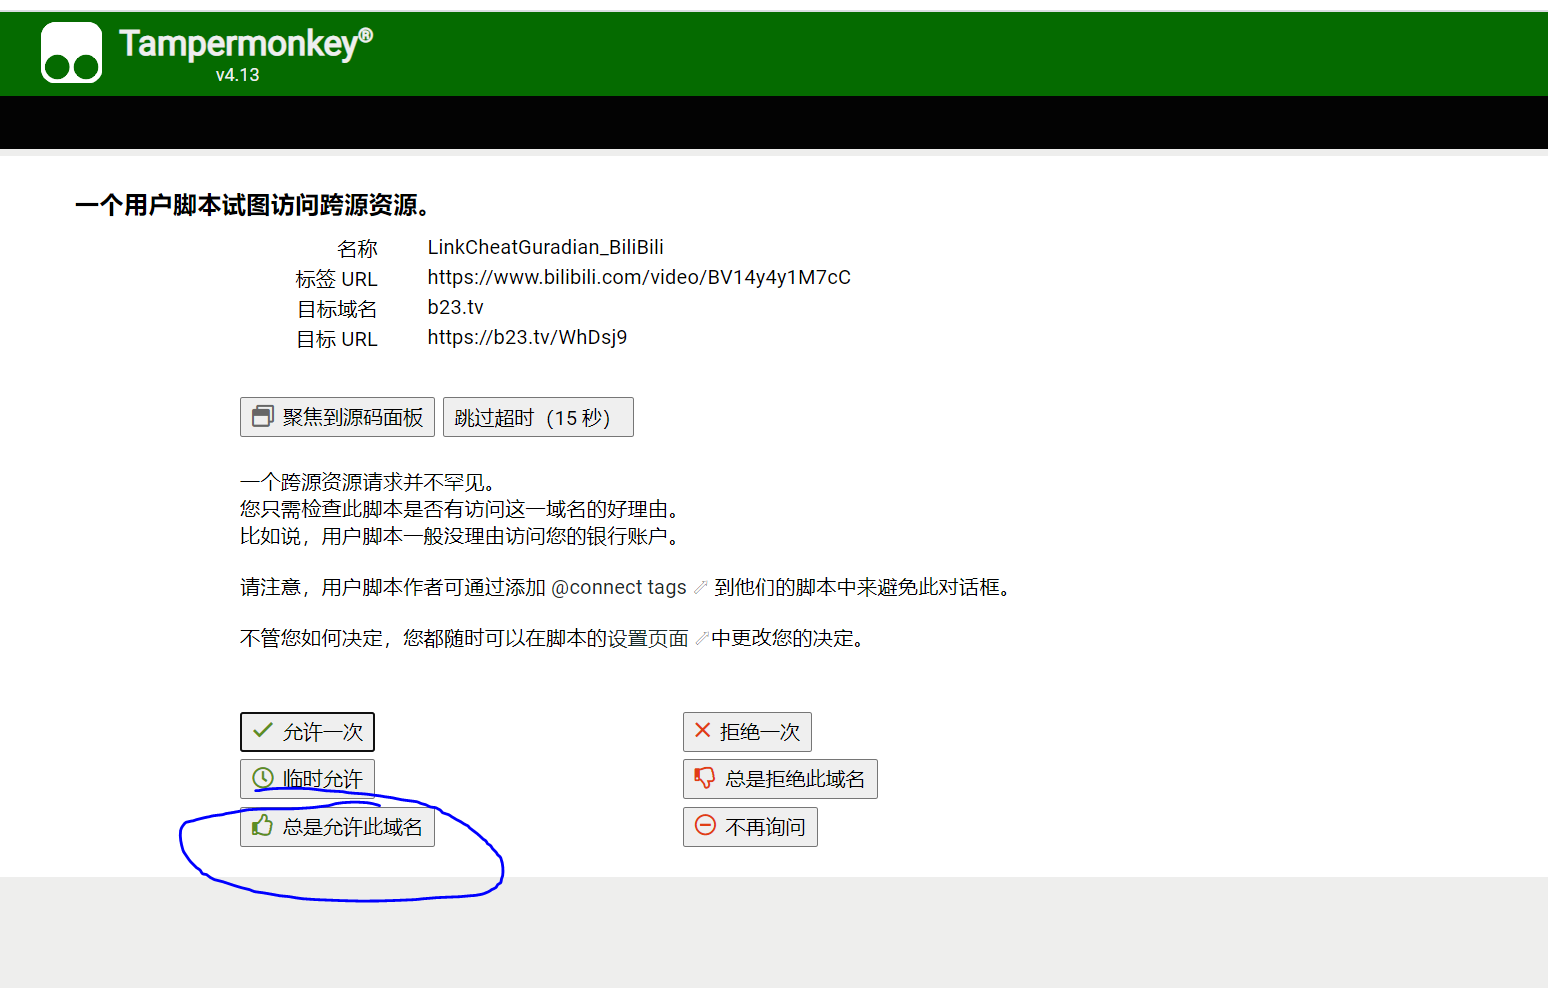 Tampermonkey®
v4.13
一个用户脚本试图访问跨源资源。
名称 LinkCheatGuradian_BiliBili
标签 URL https://www.bilibili.com/video/BV14y4y1M7cC
目标域名 b23.tv
目标 URL https://b23.tv/WhDsj9
聚焦到源码面板 跳过超时（15 秒）
一个跨源资源请求并不罕见。
您只需检查此脚本是否有访问这一域名的好理由。
比如说，用户脚本一般没理由访问您的银行账户。
请注意，用户脚本作者可通过添加 @connect tags 到他们的脚本中来避免此对话框。
不管您如何决定，您都随时可以在脚本的设置页面 中更改您的决定。
允许一次 拒绝一次
临时允许 总是拒绝此域名
总是允许此域名 不再询问